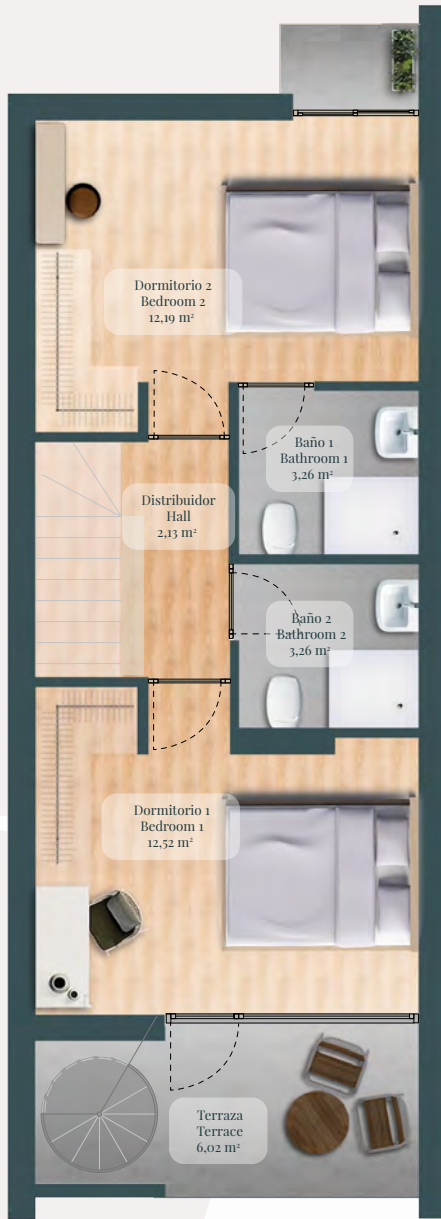 Dormitorio 2
Bedroom 2
12,19 m²
Baño 1
Bathroom 1
3,26 m²
Distribuidor
Hall
2,13 m²
Baño 2
Bathroom 2
3,26 m²
Dormitorio 1
Bedroom 1
12,52 m²
Terraza
Terrace
6,02 m²